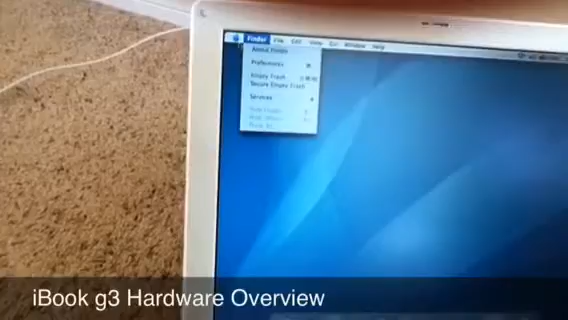 Finder File Edit View Go Window Help
About Finder
Preferences...
Empty Trash...
Secure Empty Trash
Services
iBook g3 Hardware Overview